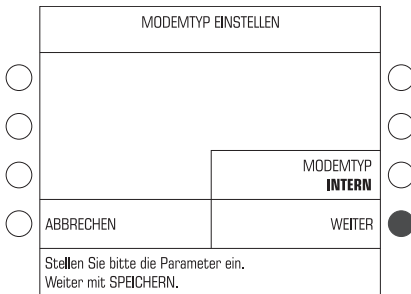 MODEMTYP EINSTELLEN
MODEMTYP
INTERN
ABBRECHEN WEITER
Stellen Sie bitte die Parameter ein.
Weiter mit SPEICHERN.